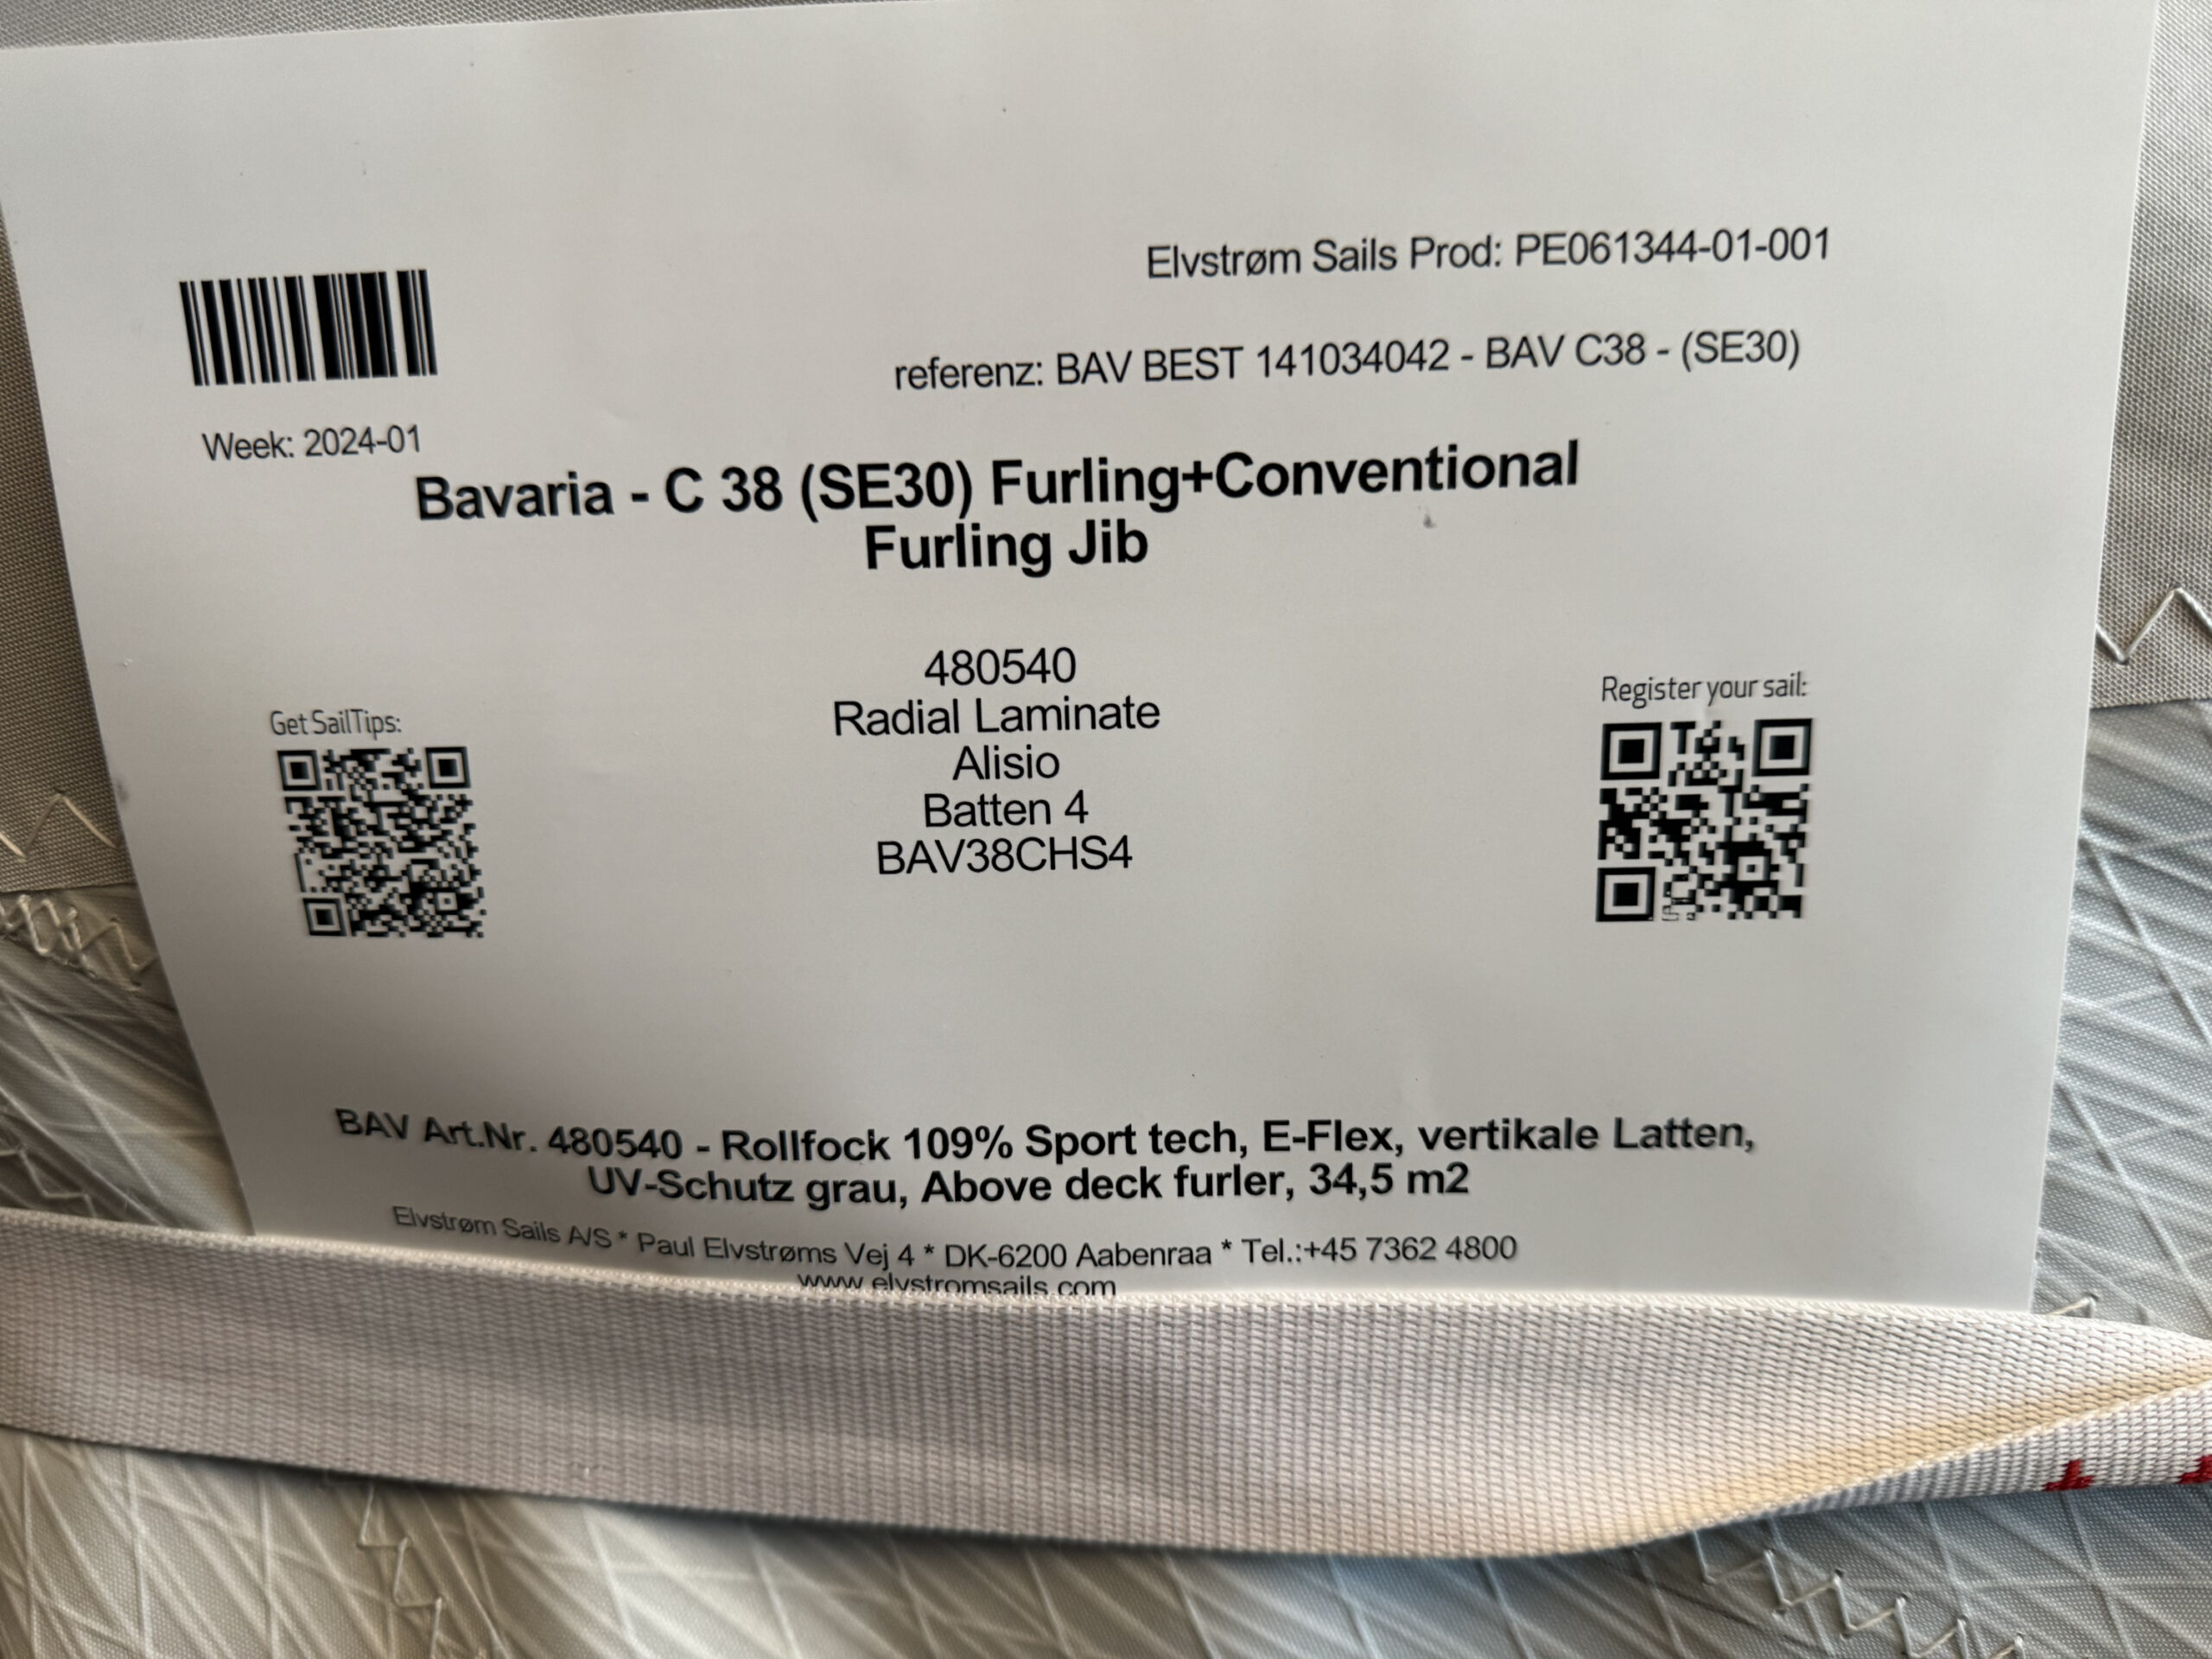 Elvstrøm Sails Prod: PE061344-01-001
referenz: BAV BEST 141034042 - BAV C38 - (SE30)
Week: 2024-01
Bavaria - C 38 (SE30) Furling+Conventional
Furling Jib
480540
Radial Laminate
Alisio
Batten 4
BAV38CHS4
Get SailTips:
Register your sail:
BAV Art.Nr. 480540 - Rollfock 109% Sport tech, E-Flex, vertikale Latten,
UV-Schutz grau, Above deck furler, 34,5 m2
Elvstrøm Sails A/S * Paul Elvstrøms Vej 4 * DK-6200 Aabenraa * Tel.:+45 7362 4800
www.elvstromsails.com